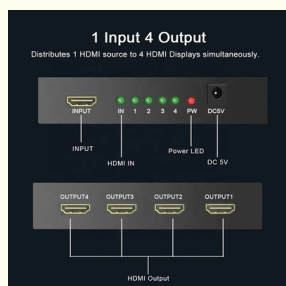 1 Input 4 Output
Distributes 1 HDMI source to 4 HDMI Displays simultaneously.
INPUT IN 1 2 3 4 PW DC5V
INPUT
HDMI IN
Power LED
DC 5V
OUTPUT4 OUTPUT3 OUTPUT2 OUTPUT1
HDMI Output